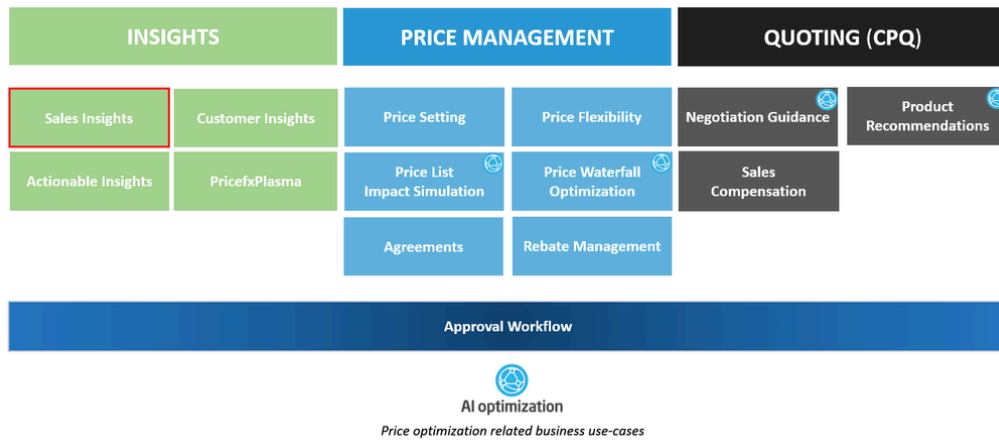 INSIGHTS
PRICE MANAGEMENT
QUOTING (CPQ)
Sales Insights
Customer Insights
Price Setting
Price Flexibility
Negotiation Guidance
Product
Recommendations
Actionable Insights
PricefxPlasma
Price List
Impact Simulation
Price Waterfall
Optimization
Sales
Compensation
Agreements
Rebate Management
Approval Workflow
AI optimization
Price optimization related business use-cases